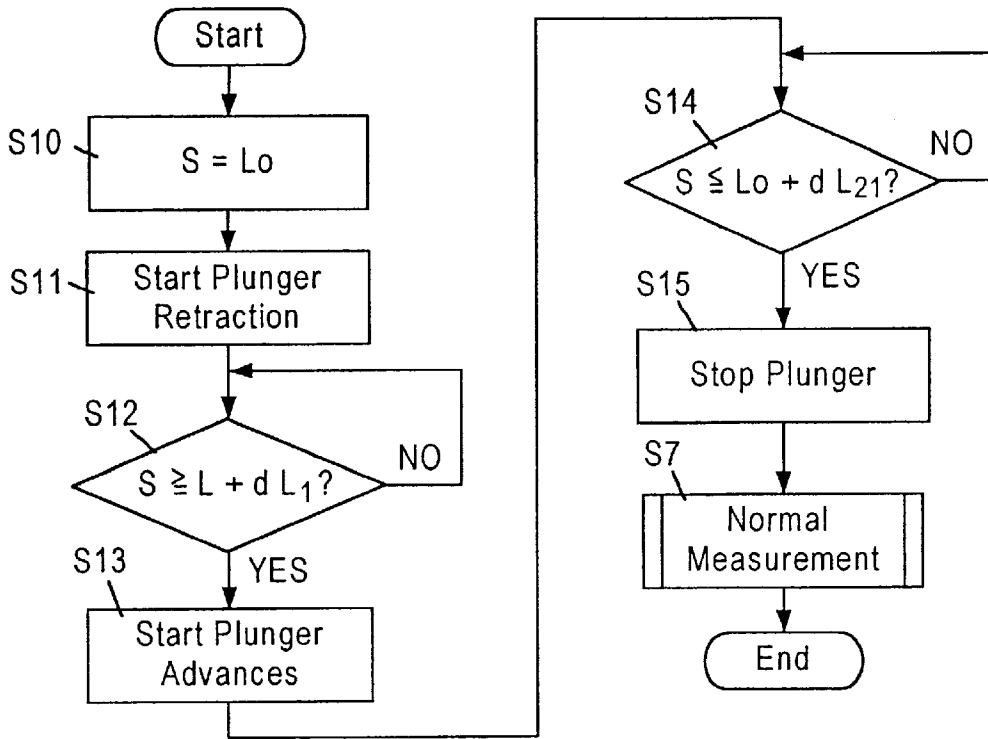 Start
S10
S = Lo
S11
Start Plunger
Retraction
S12
S ≧ L + d L₁?
NO
YES
S13
Start Plunger
Advances
S14
S ≦ Lo + d L₂₁?
NO
YES
S15
Stop Plunger
S7
Normal
Measurement
End